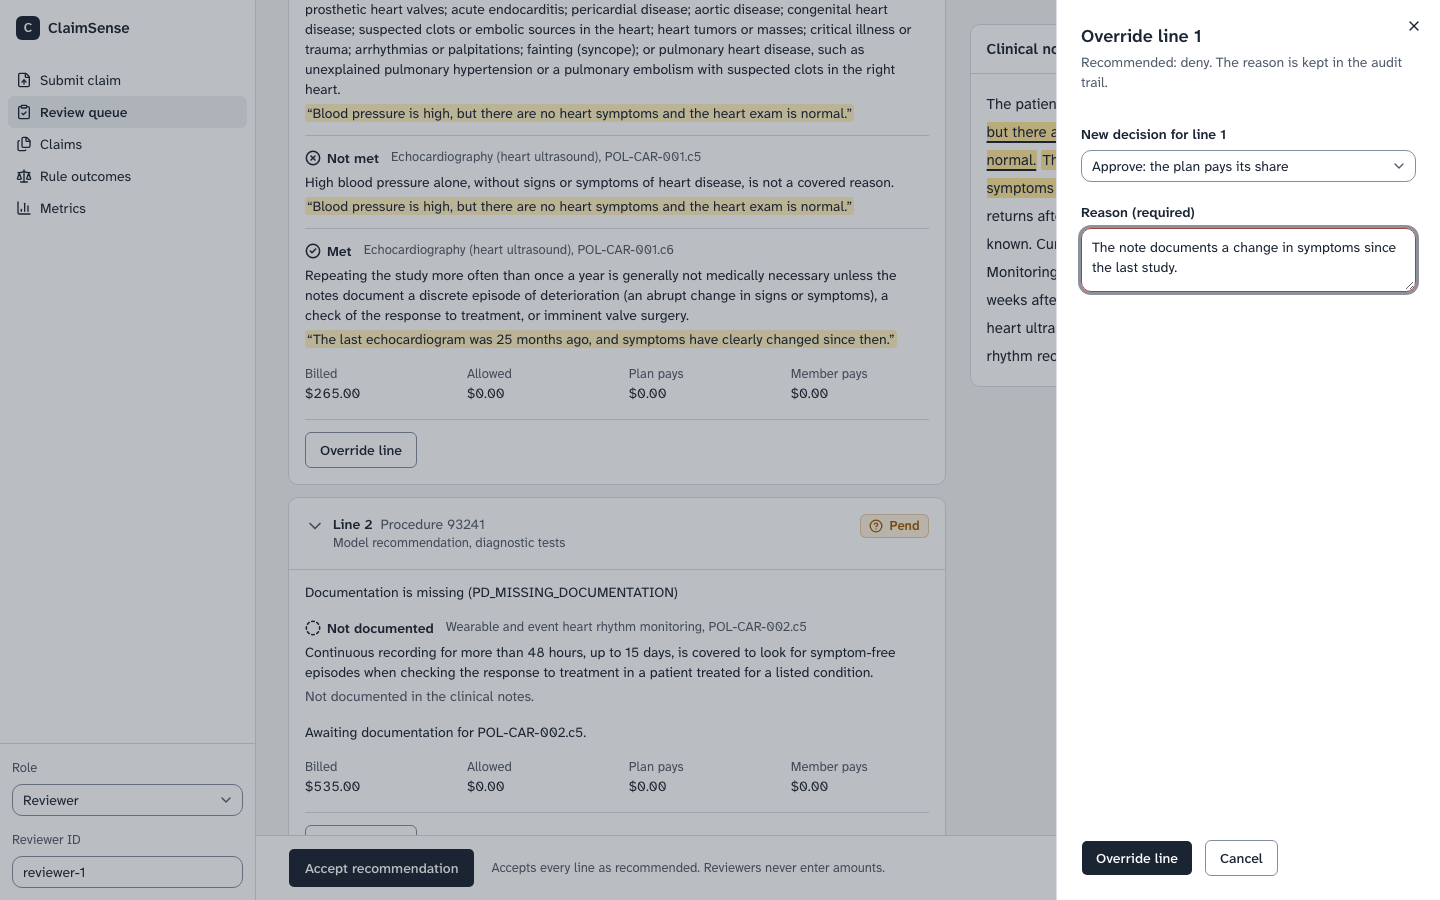 C ClaimSense
Submit claim
Review queue
Claims
Rule outcomes
Metrics
Role
Reviewer
Reviewer ID
reviewer-1
prosthetic heart valves; acute endocarditis; pericardial disease; aortic disease; congenital heart
disease; suspected clots or embolic sources in the heart; heart tumors or masses; critical illness or
trauma; arrhythmias or palpitations; fainting (syncope); or pulmonary heart disease, such as
unexplained pulmonary hypertension or a pulmonary embolism with suspected clots in the right
heart.
“Blood pressure is high, but there are no heart symptoms and the heart exam is normal.”
Not met Echocardiography (heart ultrasound), POL-CAR-001.c5
High blood pressure alone, without signs or symptoms of heart disease, is not a covered reason.
“Blood pressure is high, but there are no heart symptoms and the heart exam is normal.”
Met Echocardiography (heart ultrasound), POL-CAR-001.c6
Repeating the study more often than once a year is generally not medically necessary unless the
notes document a discrete episode of deterioration (an abrupt change in signs or symptoms), a
check of the response to treatment, or imminent valve surgery.
“The last echocardiogram was 25 months ago, and symptoms have clearly changed since then.”
Billed Allowed Plan pays Member pays
$265.00 $0.00 $0.00 $0.00
Override line
Line 2 Procedure 93241 Pend
Model recommendation, diagnostic tests
Documentation is missing (PD_MISSING_DOCUMENTATION)
Not documented Wearable and event heart rhythm monitoring, POL-CAR-002.c5
Continuous recording for more than 48 hours, up to 15 days, is covered to look for symptom-free
episodes when checking the response to treatment in a patient treated for a listed condition.
Not documented in the clinical notes.
Awaiting documentation for POL-CAR-002.c5.
Billed Allowed Plan pays Member pays
$535.00 $0.00 $0.00 $0.00
Accept recommendation Accepts every line as recommended. Reviewers never enter amounts.
Clinical
The
but there
normal.
symptoms
returns
known.
Monitoring
weeks
heart
rhythm
Override line 1
Recommended: deny. The reason is kept in the audit
trail.
New decision for line 1
Approve: the plan pays its share
Reason (required)
The note documents a change in symptoms since
the last study.
Override line Cancel